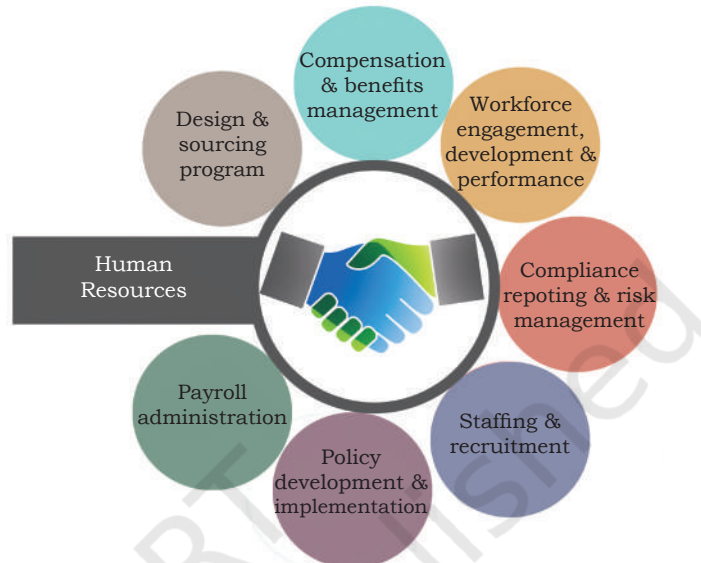 Compensation
& benefits
management
Workforce
engagement,
development &
performance
Design &
sourcing
program
Human
Resources
Compliance
repoting & risk
management
Payroll
administration
Staffing &
recruitment
Policy
development &
implementation